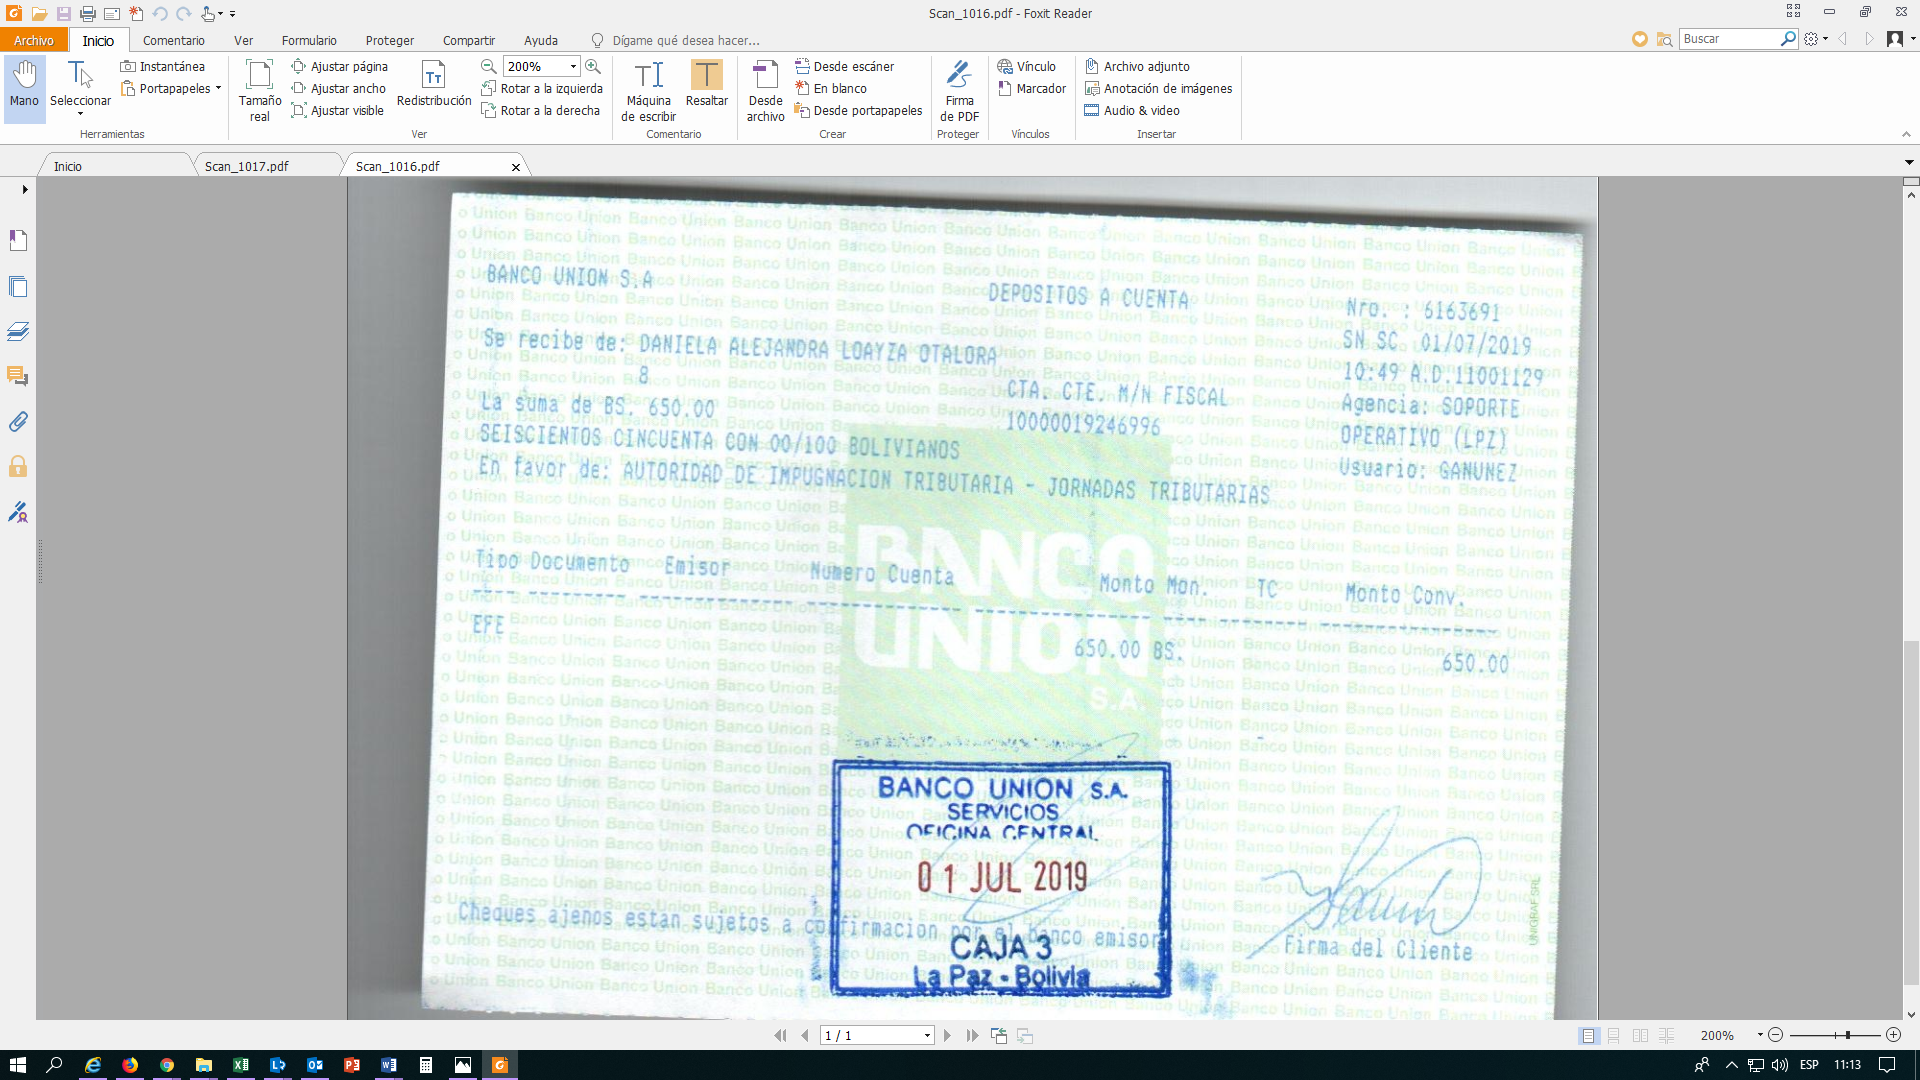 Scan_1016.pdf - Foxit Reader
Archivo Inicio Comentario Ver Formulario Proteger Compartir Ayuda Dígame qué desea hacer... Buscar
Mano
Seleccionar
Instantánea
Portapapeles
Herramientas
Tamaño real
Ajustar página
Ajustar ancho
Ajustar visible
Redistribución
200%
Rotar a la izquierda
Rotar a la derecha
Ver
Máquina de escribir
Resaltar
Comentario
Desde archivo
Desde escáner
En blanco
Desde portapapeles
Crear
Firma de PDF
Proteger
Vínculo
Marcador
Vínculos
Archivo adjunto
Anotación de imágenes
Audio & video
Insertar
Inicio Scan_1017.pdf Scan_1016.pdf
BANCO UNION S.A
DEPOSITOS A CUENTA
Nro. : 6163691
Se recibe de: DANIELA ALEJANDRA LOAYZA OTALORA
SN SC 01/07/2019
8
10:49 A.D.11001129
La suma de BS. 650.00
CTA. CTE. M/N FISCAL
Agencia: SOPORTE
10000019246996
OPERATIVO (LPZ)
SEISCIENTOS CINCUENTA CON 00/100 BOLIVIANOS
Usuario: GANUNEZ
En favor de: AUTORIDAD DE IMPUGNACION TRIBUTARIA - JORNADAS TRIBUTARIAS
Tipo Documento Emisor Numero Cuenta Monto Mon. TC Monto Conv.
EFE 650.00 BS. 650.00
BANCO UNION S.A.
BANCO UNION S.A.
SERVICIOS
OFICINA CENTRAL
01 JUL 2019
Cheques ajenos estan sujetos a confirmacion por el banco emisor
CAJA 3
La Paz - Bolivia
Firma del Cliente
UNIGRAF SRL
1 / 1
200%
ESP 11:13